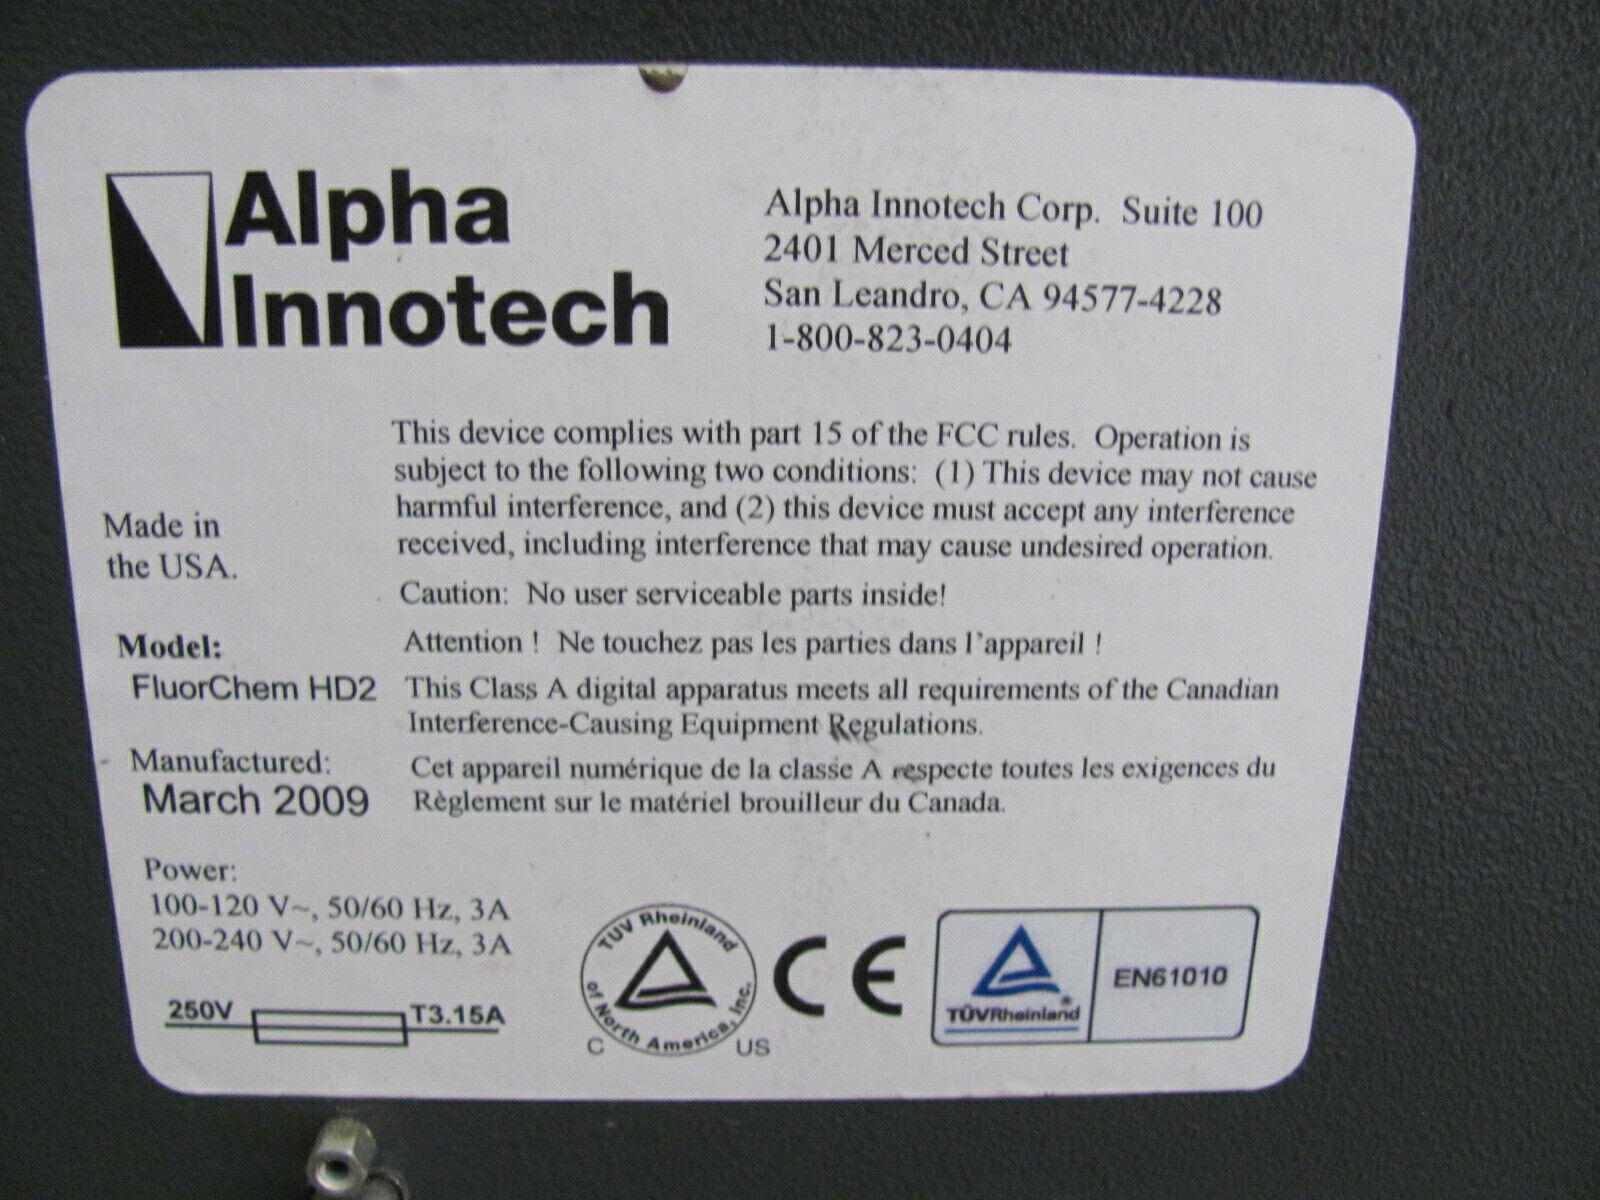 Alpha
Innotech
Alpha Innotech Corp. Suite 100
2401 Merced Street
San Leandro, CA 94577-4228
1-800-823-0404
This device complies with part 15 of the FCC rules. Operation is
subject to the following two conditions: (1) This device may not cause
harmful interference, and (2) this device must accept any interference
received, including interference that may cause undesired operation.
Made in
the USA.
Caution: No user serviceable parts inside!
Attention ! Ne touchez pas les parties dans l'appareil !
Model:
FluorChem HD2
This Class A digital apparatus meets all requirements of the Canadian
Interference-Causing Equipment Regulations.
Manufactured:
March 2009
Cet appareil numérique de la classe A respecte toutes les exigences du
Règlement sur le matériel brouilleur du Canada.
Power:
100-120 V~, 50/60 Hz, 3A
200-240 V~, 50/60 Hz, 3A
250V T3.15A
TÜV Rheinland
of North America, Inc.
C US
CE
TÜVRheinland®
EN61010